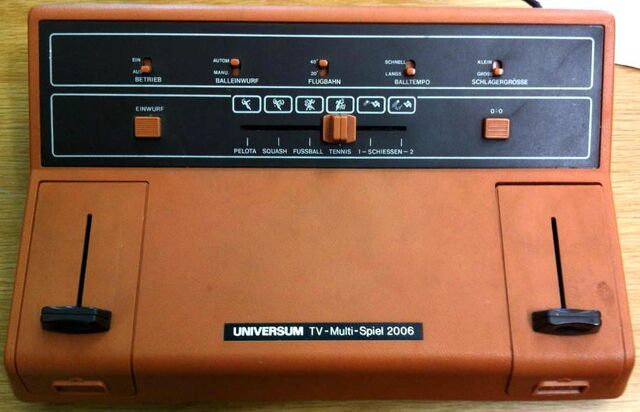 EIN
AUS
BETRIEB
AUTOM.
MANU.
BALLEINWURF
40°
20°
FLUGBAHN
SCHNELL
LANGS.
BALLTEMPO
KLEIN
GROSS
SCHLÄGERGRÖSSE
EINWURF
0:0
PELOTA SQUASH FUSSBALL TENNIS 1-SCHIESSEN-2
UNIVERSUM TV-Multi-Spiel 2006